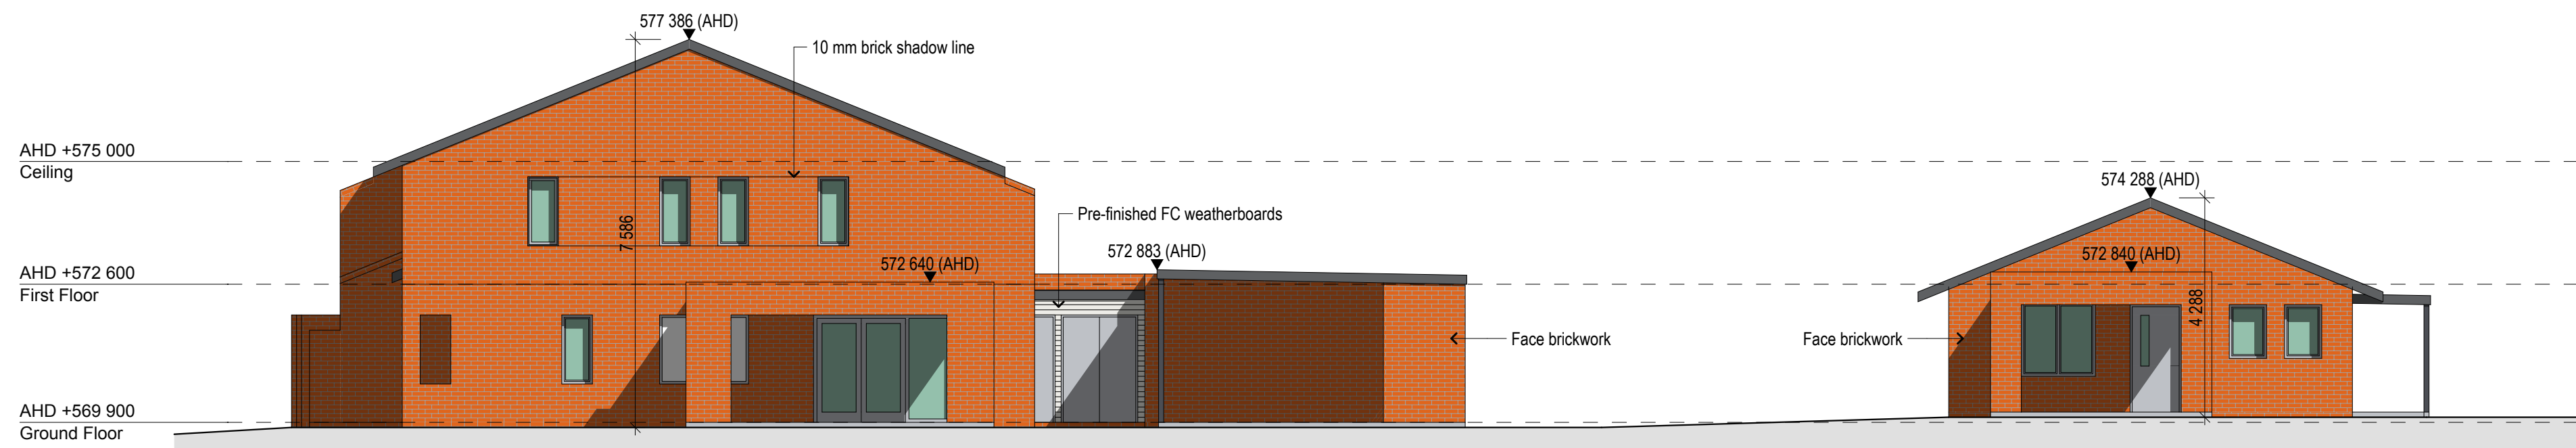 577 386 (AHD)
10 mm brick shadow line
AHD +575 000
Ceiling
574 288 (AHD)
Pre-finished FC weatherboards
7 586
572 883 (AHD)
572 640 (AHD)
572 840 (AHD)
AHD +572 600
First Floor
4 288
Face brickwork
Face brickwork
AHD +569 900
Ground Floor